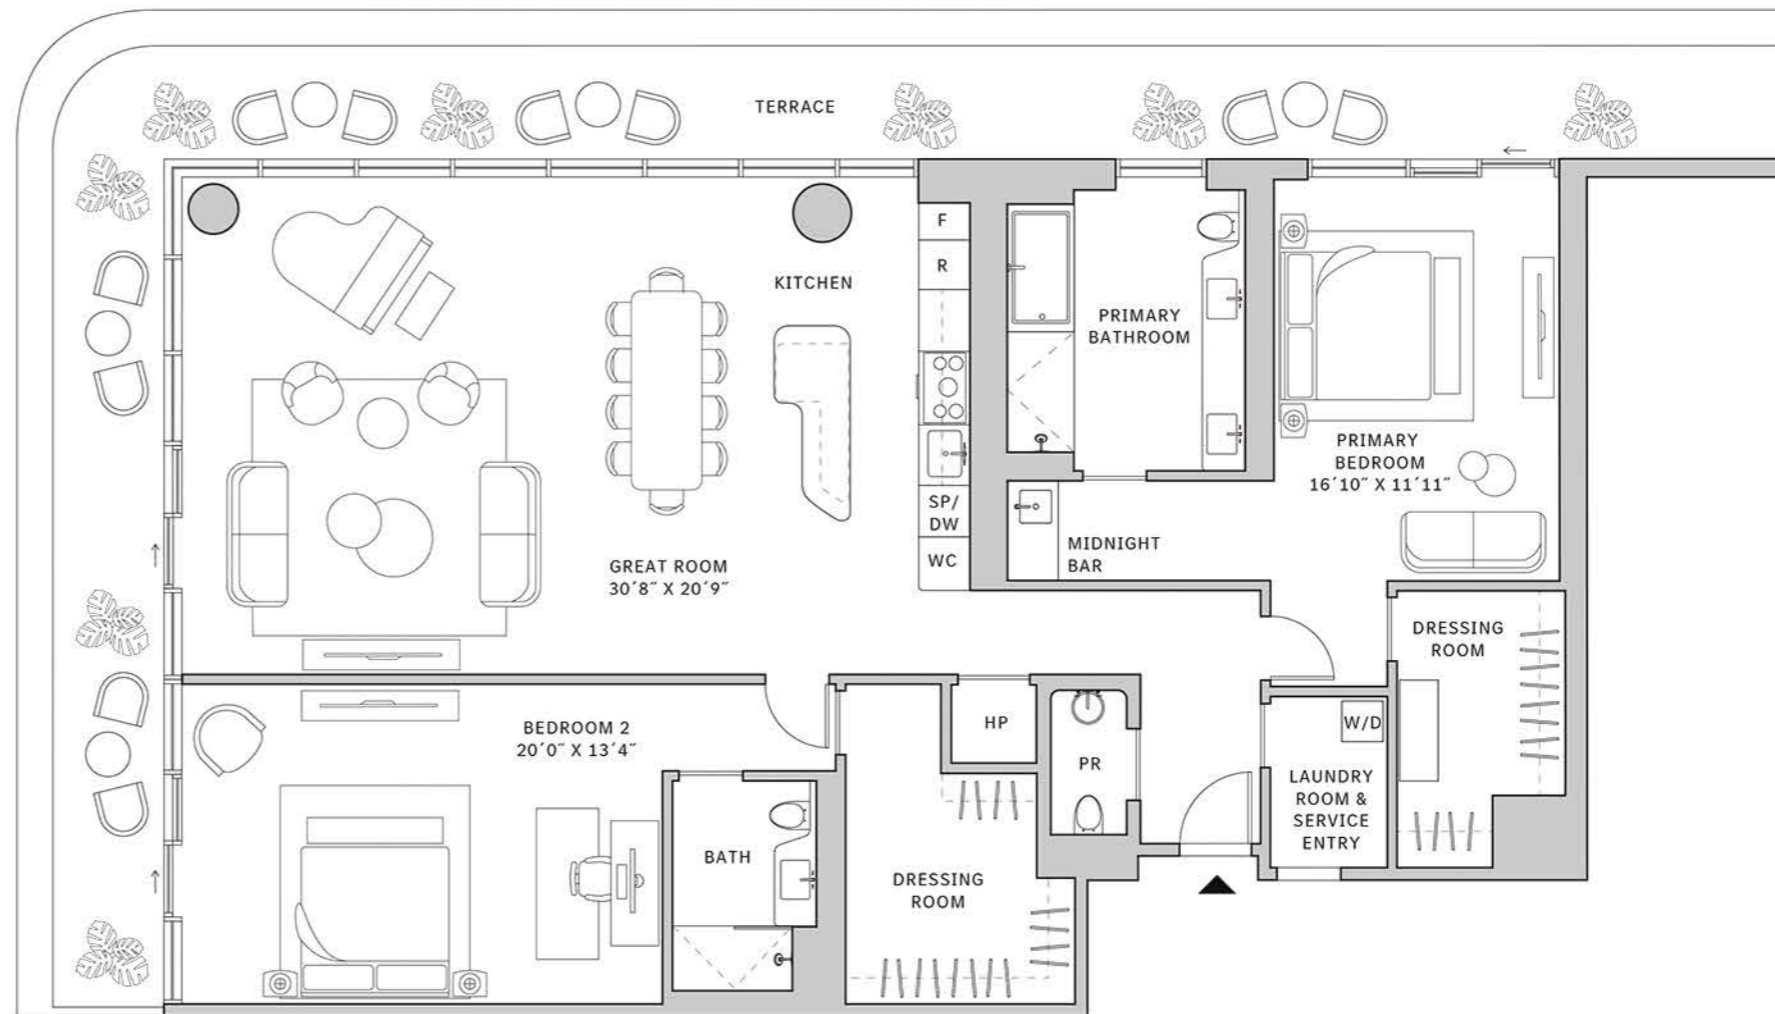 TERRACE
F
R
KITCHEN
PRIMARY
BATHROOM
PRIMARY
BEDROOM
16´10˝ X 11´11˝
SP/
DW
WC
MIDNIGHT
BAR
GREAT ROOM
30´8˝ X 20´9˝
DRESSING
ROOM
BEDROOM 2
20´0˝ X 13´4˝
HP
W/D
PR
LAUNDRY
ROOM &
SERVICE
ENTRY
BATH
DRESSING
ROOM